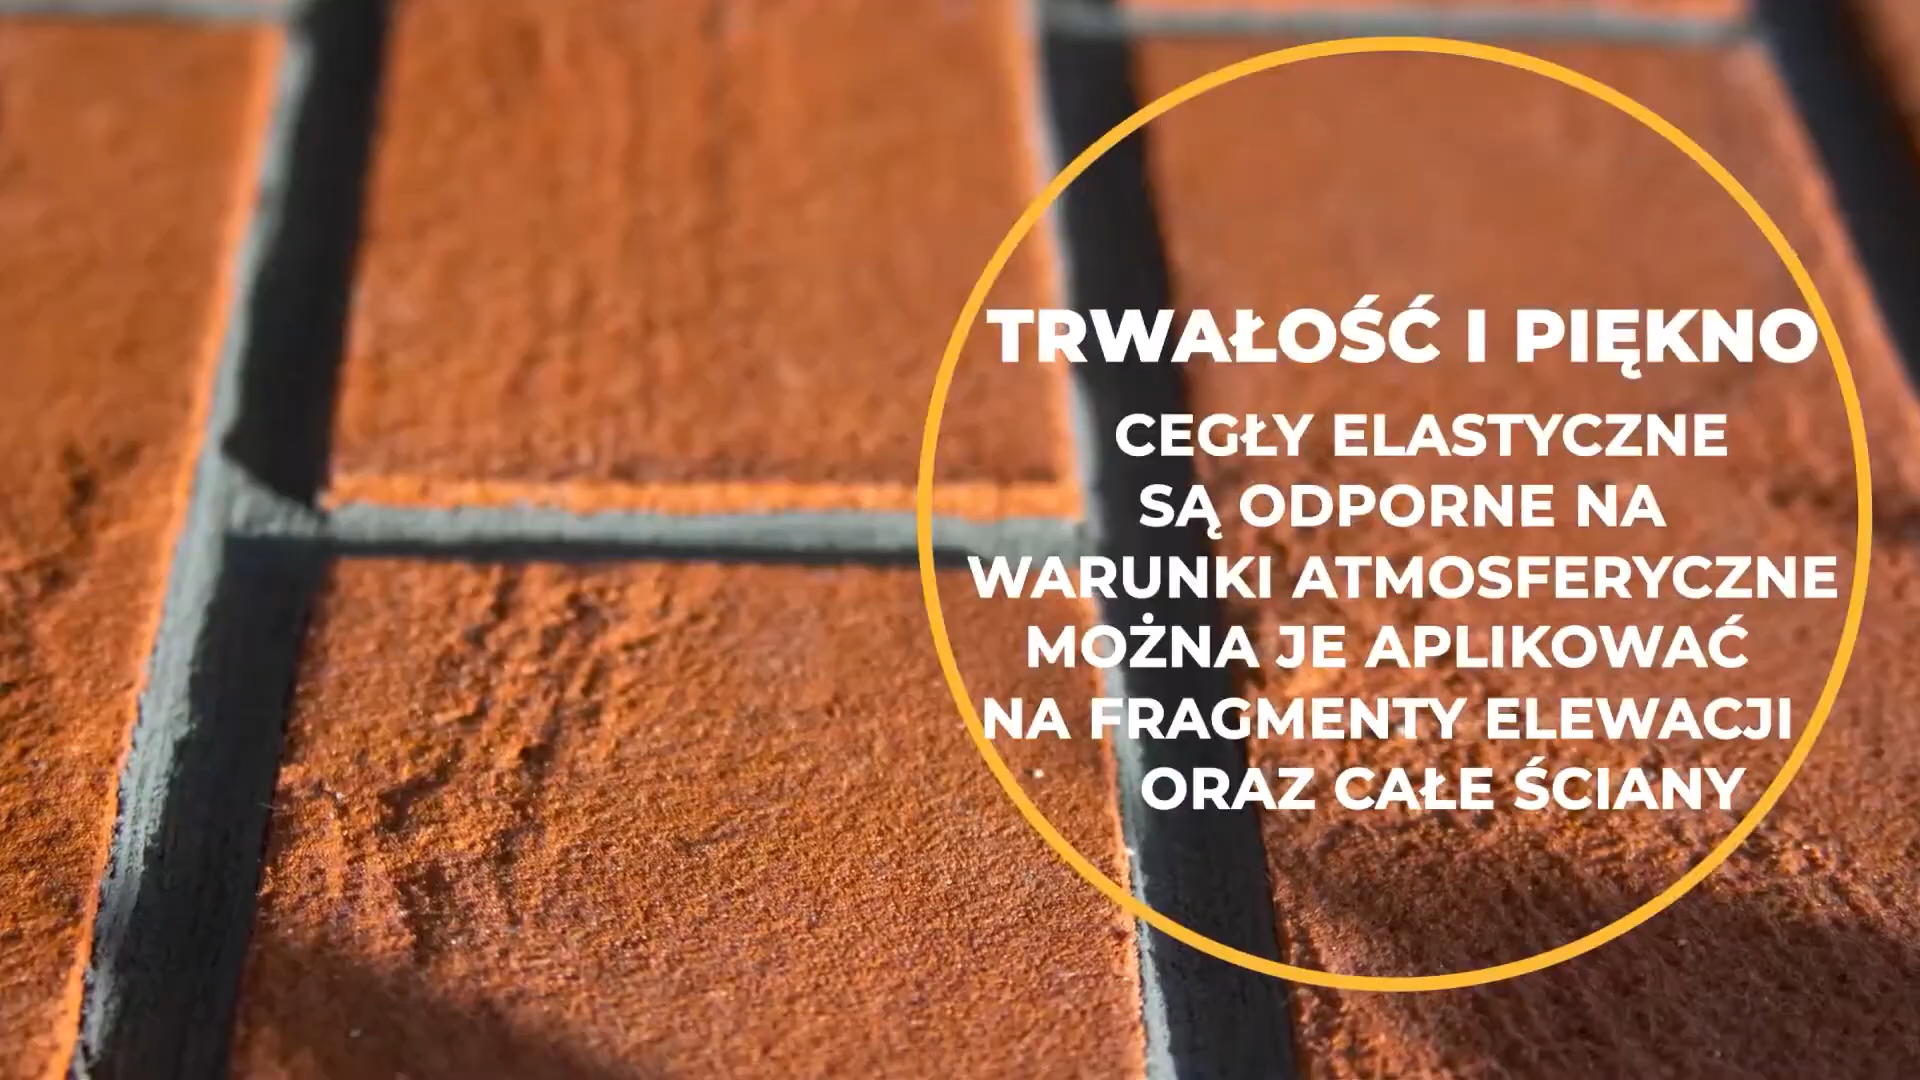 TRWAŁOŚĆ I PIĘKNO
CEGŁY ELASTYCZNE
SĄ ODPORNE NA
WARUNKI ATMOSFERYCZNE
MOŻNA JE APLIKOWAĆ
NA FRAGMENTY ELEWACJI
ORAZ CAŁE ŚCIANY